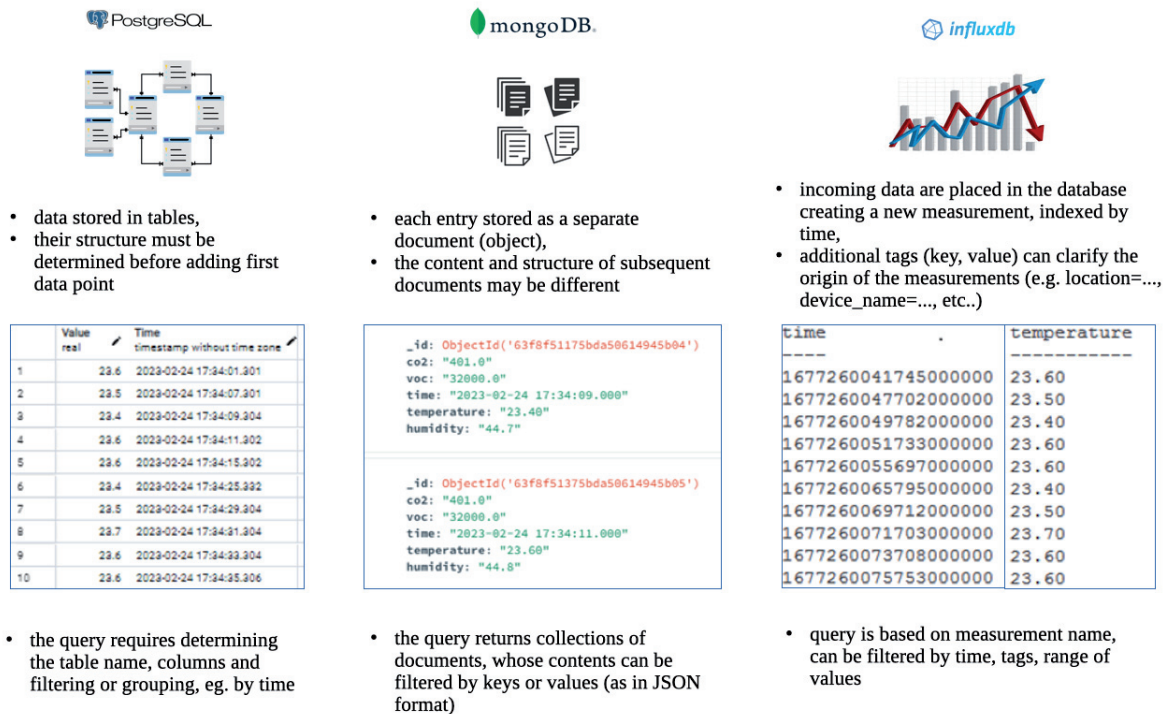 PostgreSQL
mongoDB.
influxdb
• data stored in tables,
• their structure must be
determined before adding first
data point
• each entry stored as a separate
document (object),
• the content and structure of subsequent
documents may be different
• incoming data are placed in the database
creating a new measurement, indexed by
time,
• additional tags (key, value) can clarify the
origin of the measurements (e.g. location=...,
device_name=..., etc..)
Value Time
real timestamp without time zone
1 23.6 2023-02-24 17:34:01.301
2 23.5 2023-02-24 17:34:07.301
3 23.4 2023-02-24 17:34:09.304
4 23.6 2023-02-24 17:34:11.302
5 23.6 2023-02-24 17:34:15.302
6 23.4 2023-02-24 17:34:25.332
7 23.5 2023-02-24 17:34:29.304
8 23.7 2023-02-24 17:34:31.304
9 23.6 2023-02-24 17:34:33.304
10 23.6 2023-02-24 17:34:35.306
_id: ObjectId('63f8f51175bda50614945b04')
co2: "401.0"
voc: "32000.0"
time: "2023-02-24 17:34:09.000"
temperature: "23.40"
humidity: "44.7"
_id: ObjectId('63f8f51375bda50614945b05')
co2: "401.0"
voc: "32000.0"
time: "2023-02-24 17:34:11.000"
temperature: "23.60"
humidity: "44.8"
time temperature
---- -----------
1677260041745000000 23.60
1677260047702000000 23.50
1677260049782000000 23.40
1677260051733000000 23.60
1677260055697000000 23.60
1677260065795000000 23.40
1677260069712000000 23.50
1677260071703000000 23.70
1677260073708000000 23.60
1677260075753000000 23.60
• the query requires determining
the table name, columns and
filtering or grouping, eg. by time
• the query returns collections of
documents, whose contents can be
filtered by keys or values (as in JSON
format)
• query is based on measurement name,
can be filtered by time, tags, range of
values